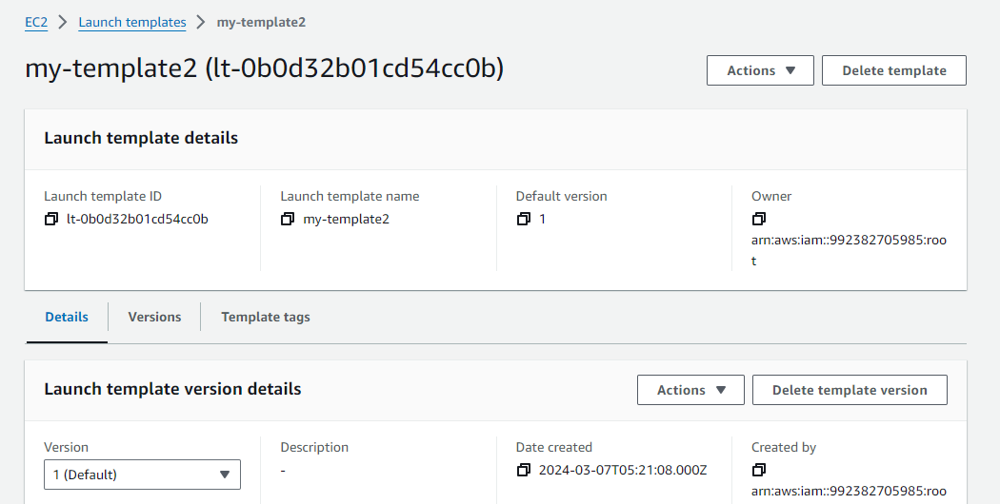 EC2 > Launch templates > my-template2
my-template2 (lt-0b0d32b01cd54cc0b)
Actions ▼
Delete template
Launch template details
Launch template ID
lt-0b0d32b01cd54cc0b
Launch template name
my-template2
Default version
1
Owner
arn:aws:iam::992382705985:roo
t
Details
Versions
Template tags
Launch template version details
Actions ▼
Delete template version
Version
1 (Default) ▼
Description
-
Date created
2024-03-07T05:21:08.000Z
Created by
arn:aws:iam::992382705985:roo